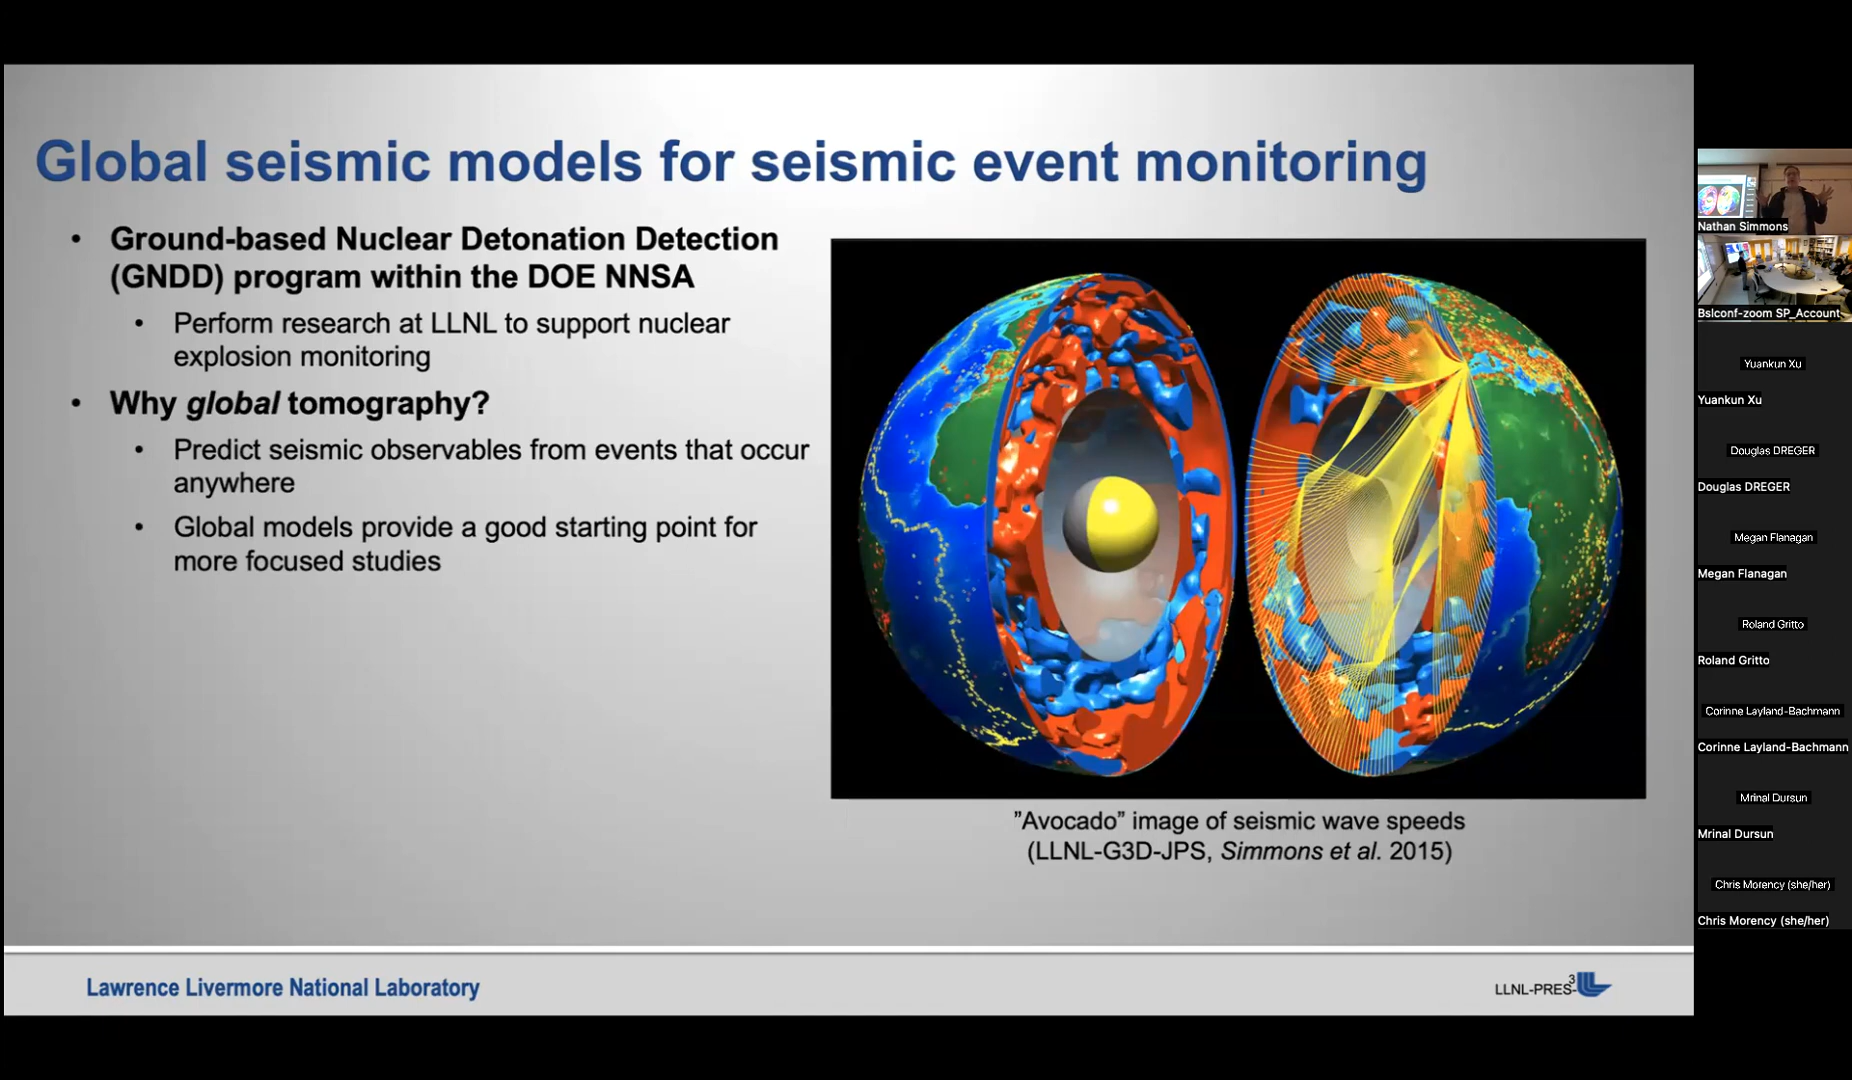 Global seismic models for seismic event monitoring
• Ground-based Nuclear Detonation Detection
(GNDD) program within the DOE NNSA
• Perform research at LLNL to support nuclear
explosion monitoring
• Why global tomography?
• Predict seismic observables from events that occur
anywhere
• Global models provide a good starting point for
more focused studies
”Avocado” image of seismic wave speeds
(LLNL-G3D-JPS, Simmons et al. 2015)
Lawrence Livermore National Laboratory
LLNL-PRES-
3
Nathan Simmons
Bslconf-zoom SP_Account
Yuankun Xu
Yuankun Xu
Douglas DREGER
Douglas DREGER
Megan Flanagan
Megan Flanagan
Roland Gritto
Roland Gritto
Corinne Layland-Bachmann
Corinne Layland-Bachmann
Mrinal Dursun
Mrinal Dursun
Chris Morency (she/her)
Chris Morency (she/her)